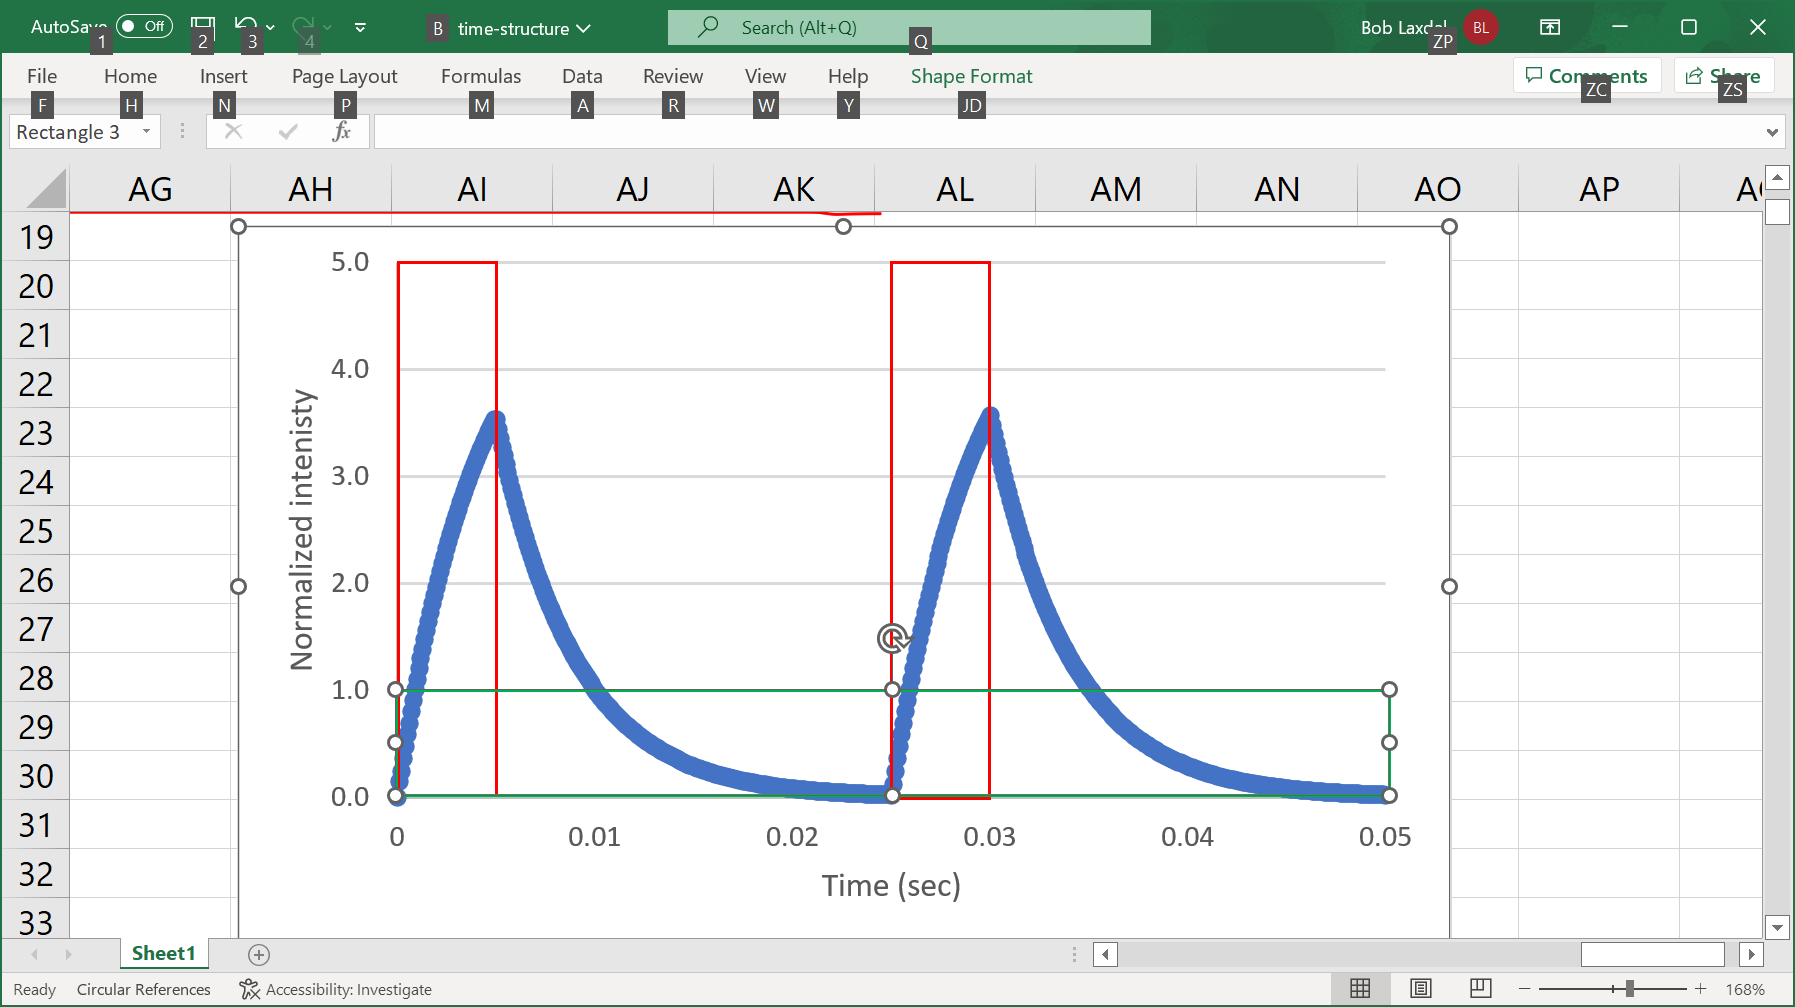 AutoSave Off time-structure Search (Alt+Q) Bob Laxdal BL
1 2 3 4 B Q ZP
File Home Insert Page Layout Formulas Data Review View Help Shape Format Comments Share
F H N P M A R W Y JD ZC ZS
Rectangle 3 fx
AG AH AI AJ AK AL AM AN AO AP
19
20
21
22
23
24
25
26
27
28
29
30
31
32
33
Normalized intenisty
5.0
4.0
3.0
2.0
1.0
0.0
0 0.01 0.02 0.03 0.04 0.05
Time (sec)
Sheet1
Ready Circular References Accessibility: Investigate 168%